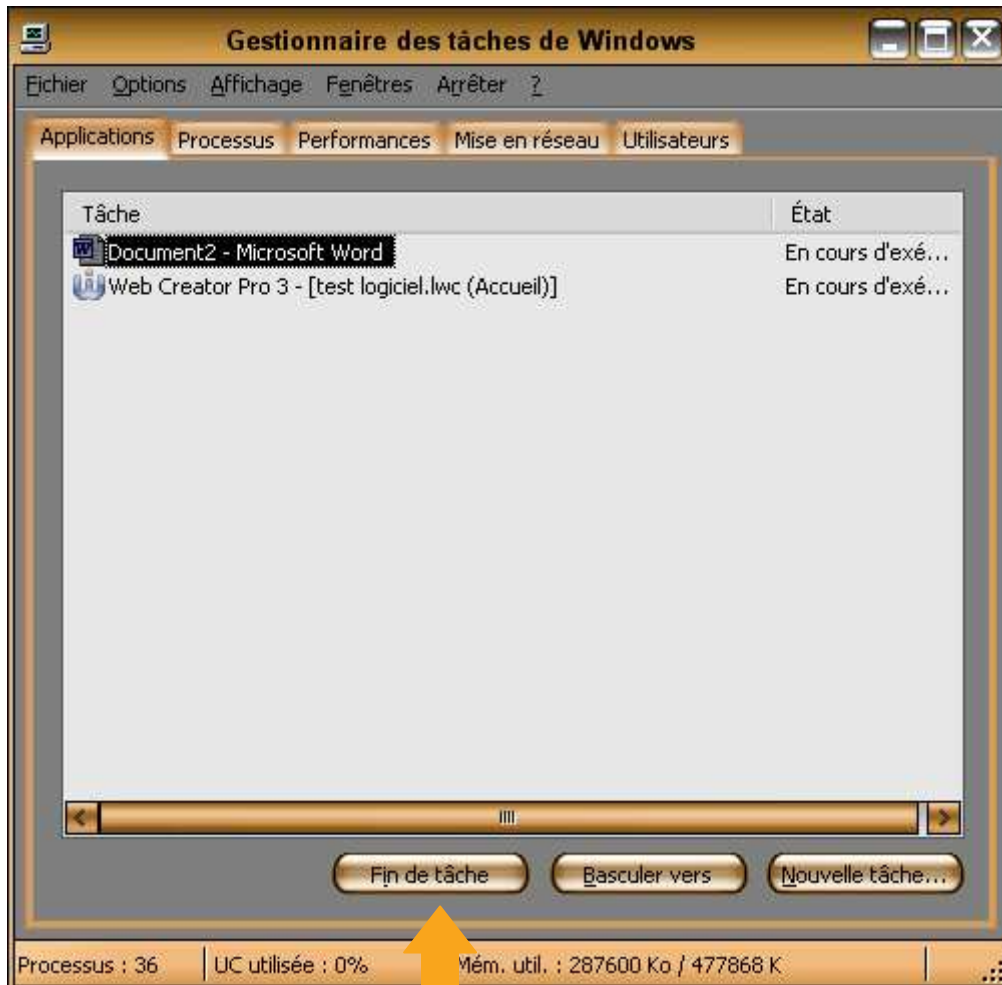 Gestionnaire des tâches de Windows
Fichier Options Affichage Fenêtres Arrêter ?
Applications Processus Performances Mise en réseau Utilisateurs
Tâche État
Document2 - Microsoft Word En cours d'exé...
Web Creator Pro 3 - [test logiciel.lwc (Accueil)] En cours d'exé...
Fin de tâche Basculer vers Nouvelle tâche...
Processus : 36 UC utilisée : 0% Mém. util. : 287600 Ko / 477868 K